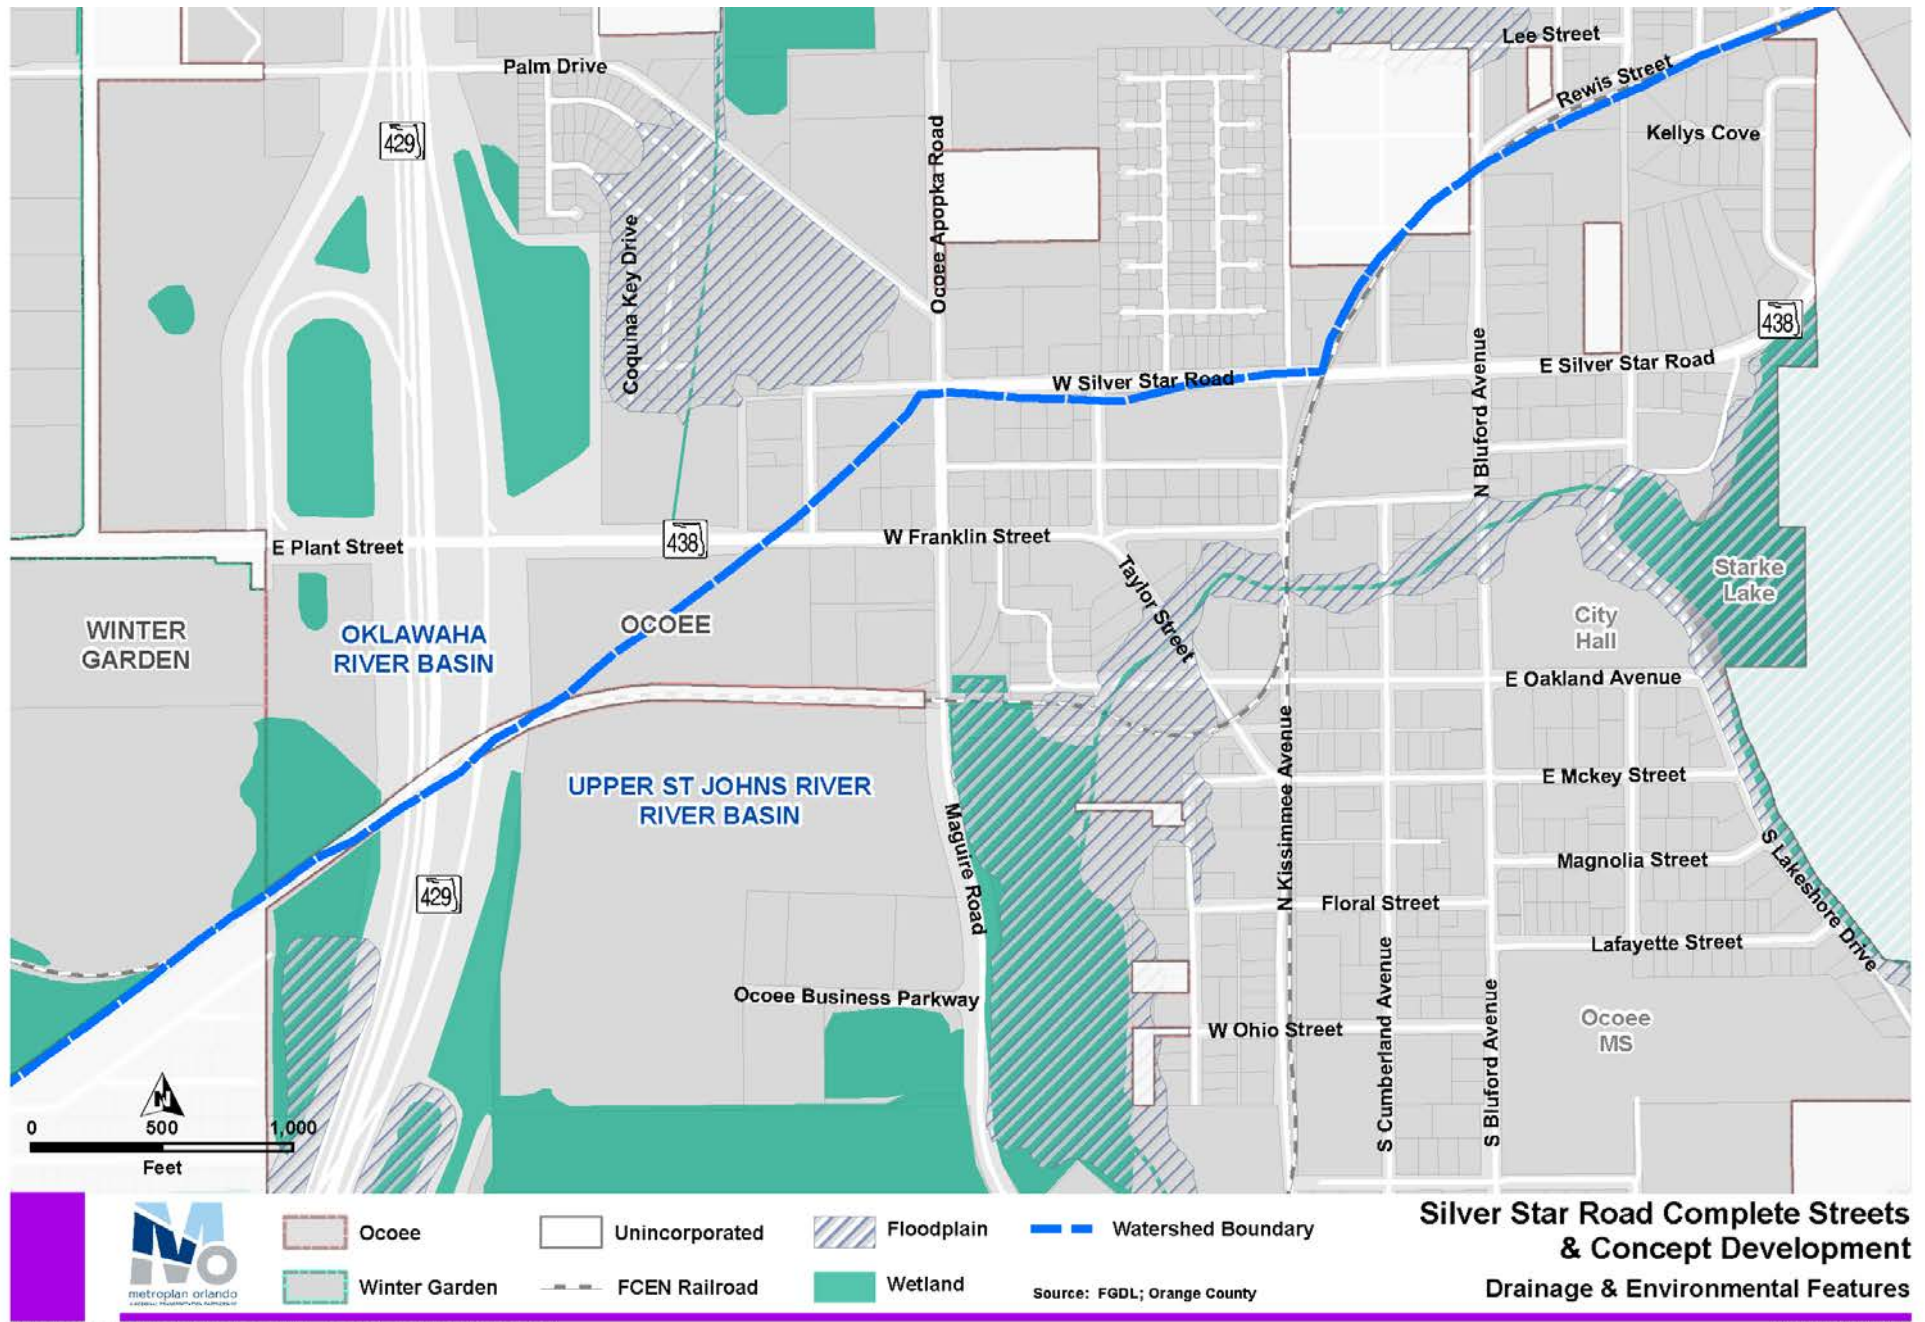 Lee Street
Palm Drive
Rewis Street
429
Kellys Cove
Ocoee Apopka Road
Coquina Key Drive
438
N Bluford Avenue
E Silver Star Road
W Silver Star Road
E Plant Street
438
W Franklin Street
Taylor Street
Starke
Lake
WINTER
GARDEN
OKLAWAHA
RIVER BASIN
OCOEE
City
Hall
E Oakland Avenue
N Kissimmee Avenue
E Mckey Street
UPPER ST JOHNS RIVER
RIVER BASIN
Maguire Road
S Lakeshore Drive
Magnolia Street
429
Floral Street
Lafayette Street
S Cumberland Avenue
S Bluford Avenue
Ocoee Business Parkway
W Ohio Street
Ocoee
MS
N
0 500 1,000
Feet
metroplan orlando
Ocoee
Unincorporated
Floodplain
Watershed Boundary
Winter Garden
FCEN Railroad
Wetland
Source: FGDL; Orange County
Silver Star Road Complete Streets
& Concept Development
Drainage & Environmental Features